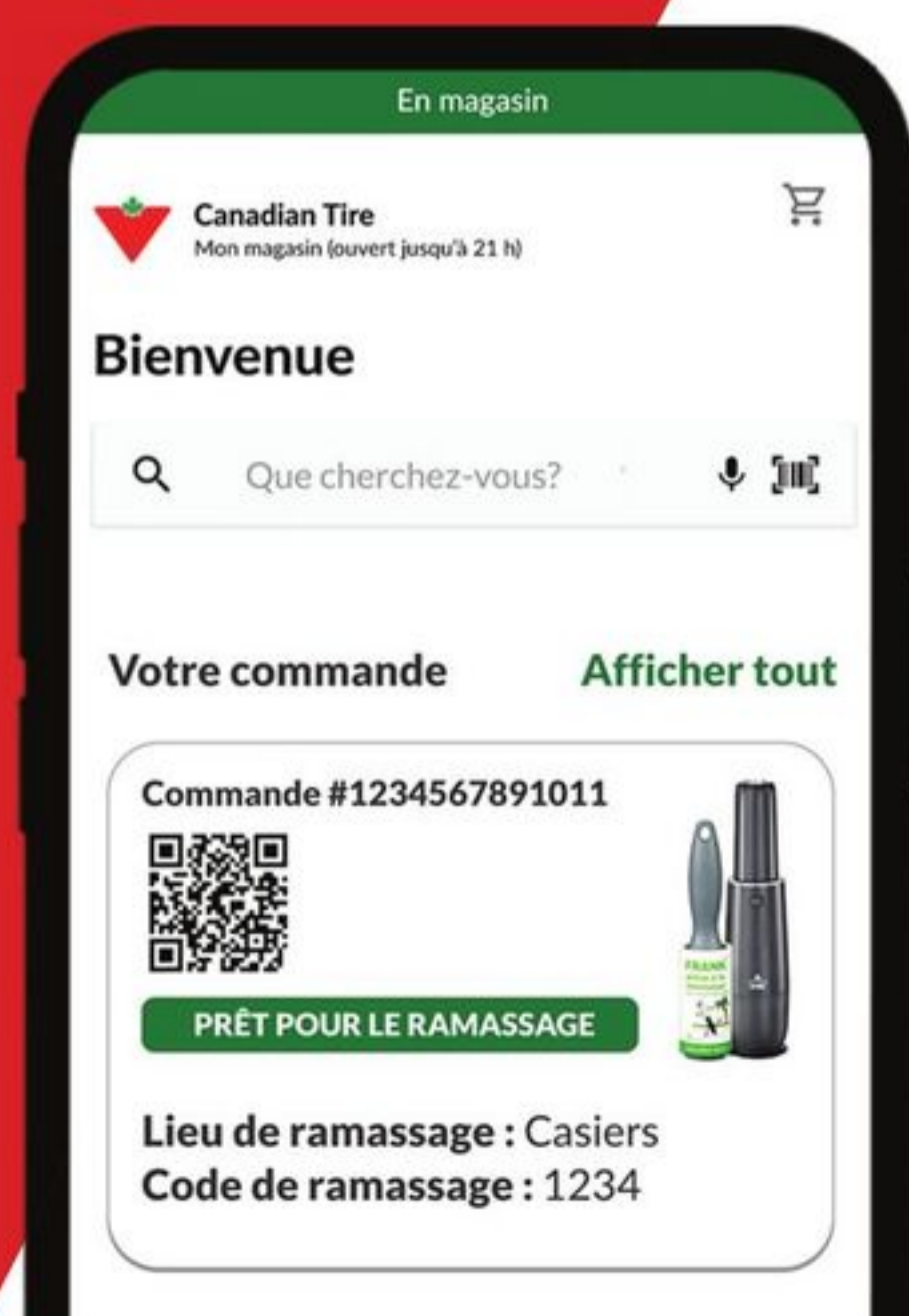 En magasin
Canadian Tire
Mon magasin (ouvert jusqu'à 21 h)
Bienvenue
Que cherchez-vous?
Votre commande Afficher tout
Commande #1234567891011
FRANK
PRÊT POUR LE RAMASSAGE
Lieu de ramassage : Casiers
Code de ramassage : 1234